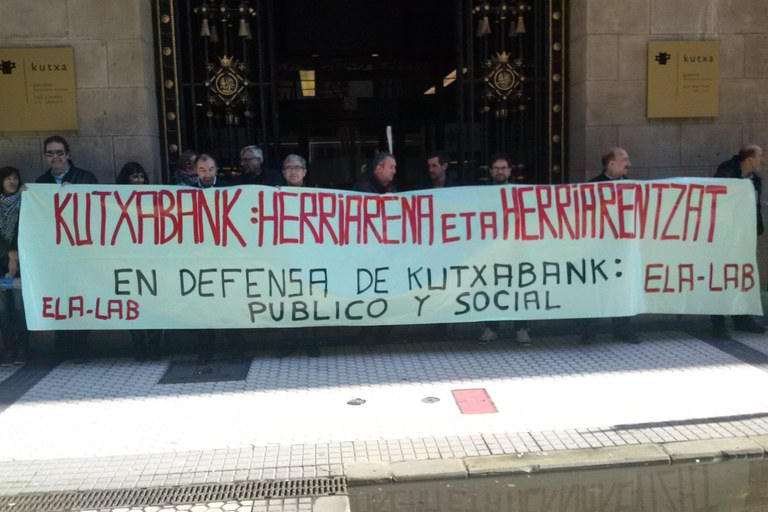 kutxa
kutxa
KUTXABANK:HERRIARENA ETA HERRIARENTZAT
EN DEFENSA DE KUTXABANK:
PUBLICO Y SOCIAL
ELA-LAB
ELA-LAB